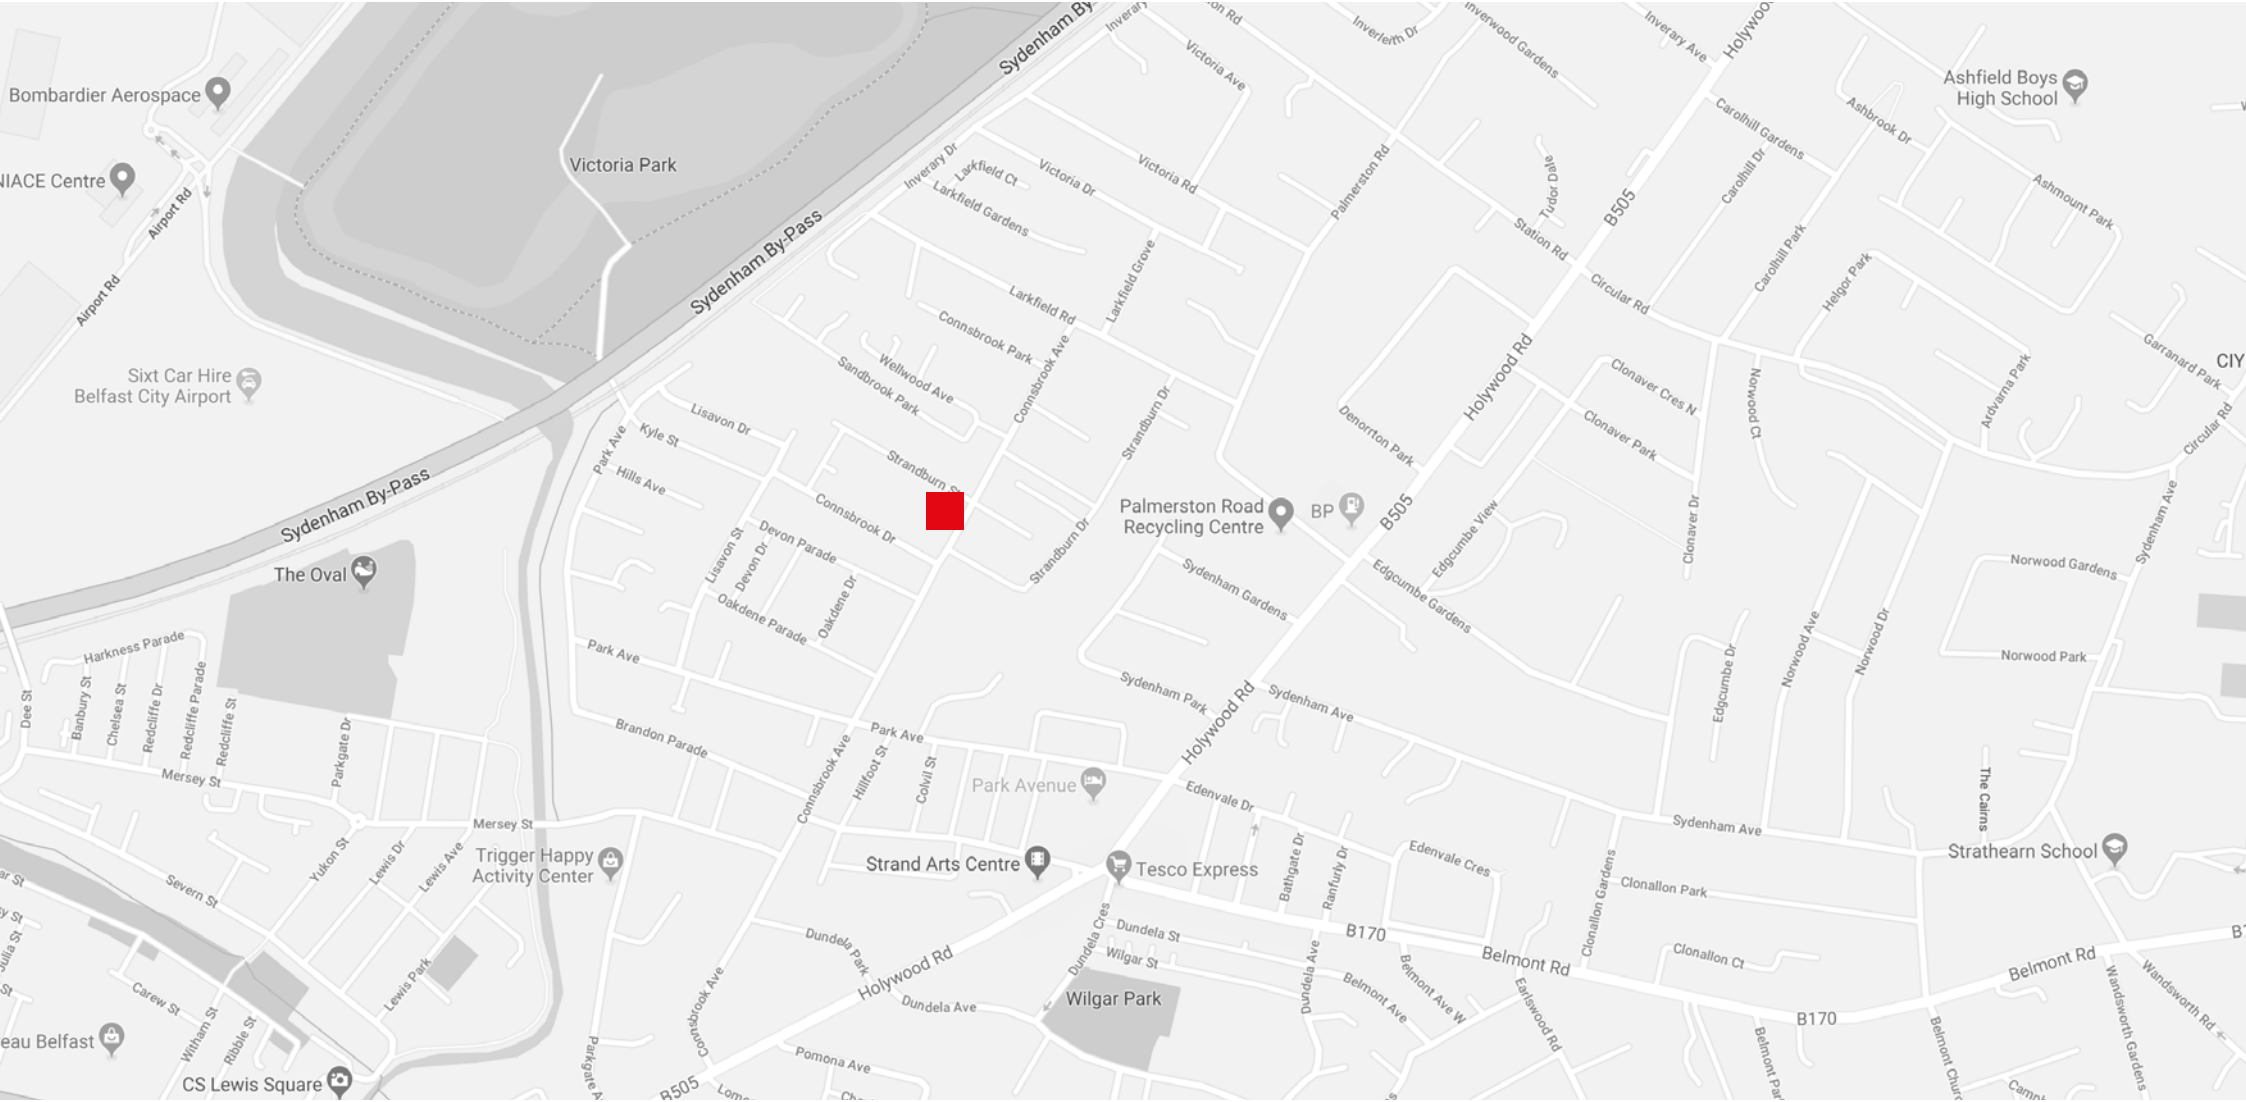 Sydenham By
Inverary
on Rd
Inverleith Dr
Inverwood Gardens
Inverary Ave
Holywoo
Victoria Ave
Ashfield Boys
High School
Bombardier Aerospace
Carolhill Gardens
Ashbrook Dr
Victoria Park
NIACE Centre
Airport Rd
Inverary Dr
Larkfield Ct
Larkfield Gardens
Victoria Dr
Victoria Rd
Palmerston Rd
Tudor Dale
B505
Carolhill Dr
Ashmount Park
Station Rd
Sydenham By-Pass
Larkfield Grove
Carolhill Park
Helgor Park
Airport Rd
Larkfield Rd
Circular Rd
Connsbrook Park
Connsbrook Ave
Holywood Rd
Garranard Park
CIY
Sixt Car Hire
Belfast City Airport
Wellwood Ave
Sandbrook Park
Clonaver Cres N
Norwood Ct
Ardvarna Park
Lisavon Dr
Kyle St
Park Ave
Strandburn Dr
Denorrton Park
Clonaver Park
Circular Rd
Hills Ave
Strandburn
Sydenham By-Pass
Connsbrook Dr
Palmerston Road
Recycling Centre
BP
B505
Edgcumbe View
Clonaver Dr
Sydenham Ave
The Oval
Lisavon St
Devon Parade
Devon Dr
Strandburn Dr
Sydenham Gardens
Edgcumbe Gardens
Norwood Gardens
Oakdene Parade
Oakdene Dr
Harkness Parade
Park Ave
Norwood Ave
Norwood Dr
Norwood Park
Dee St
Banbury St
Chelsea St
Redcliffe Dr
Redcliffe Parade
Redcliffe St
Sydenham Park
Holywood Rd
Sydenham Ave
Edgcumbe Dr
Parkgate Dr
Brandon Parade
Park Ave
Mersey St
Connsbrook Ave
Hillfoot St
Colvil St
Park Avenue
Edenvale Dr
The Cairns
Mersey St
Sydenham Ave
Yukon St
Lewis Dr
Lewis Ave
Trigger Happy
Activity Center
Strand Arts Centre
Tesco Express
Bathgate Dr
Ranfurly Dr
Edenvale Cres
Clonallon Gardens
Strathearn School
Severn St
Clonallon Park
Dundela Park
Dundela Cres
Dundela St
B170
Wilgar St
Belmont Rd
Clonallon Ct
Belmont Rd
Julia St
Holywood Rd
Wilgar Park
Dundela Ave
Belmont Ave
Belmont Ave W
Earlswood Rd
Wandsworth Rd
Wandsworth Gardens
Carew St
Lewis Park
Connsbrook Ave
Dundela Ave
B170
Witham St
Ribble St
eau Belfast
Parkgate A
Pomona Ave
Belmont Par
Belmont Chur
CS Lewis Square
B505